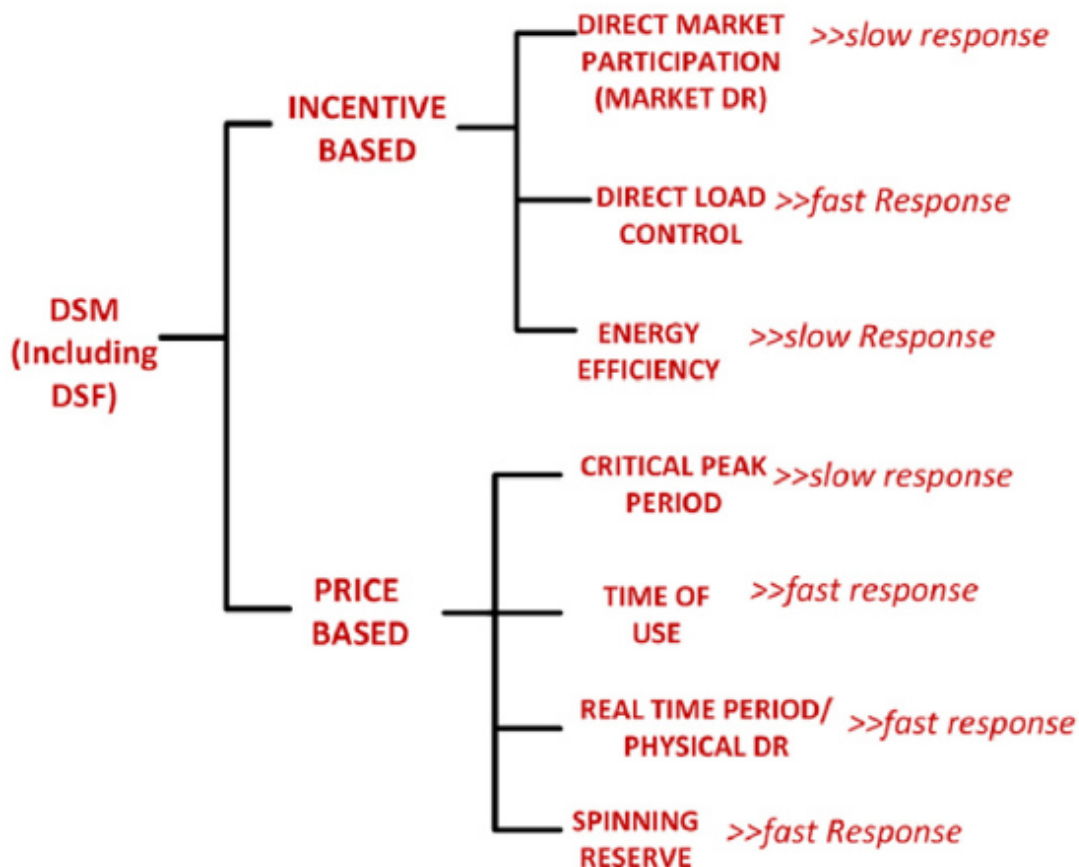 DIRECT MARKET >>slow response
PARTICIPATION
(MARKET DR)
INCENTIVE
BASED
DIRECT LOAD >>fast Response
CONTROL
ENERGY >>slow Response
EFFICIENCY
DSM
(Including
DSF)
CRITICAL PEAK >>slow response
PERIOD
PRICE
BASED
TIME OF >>fast response
USE
REAL TIME PERIOD/ >>fast response
PHYSICAL DR
SPINNING >>fast Response
RESERVE